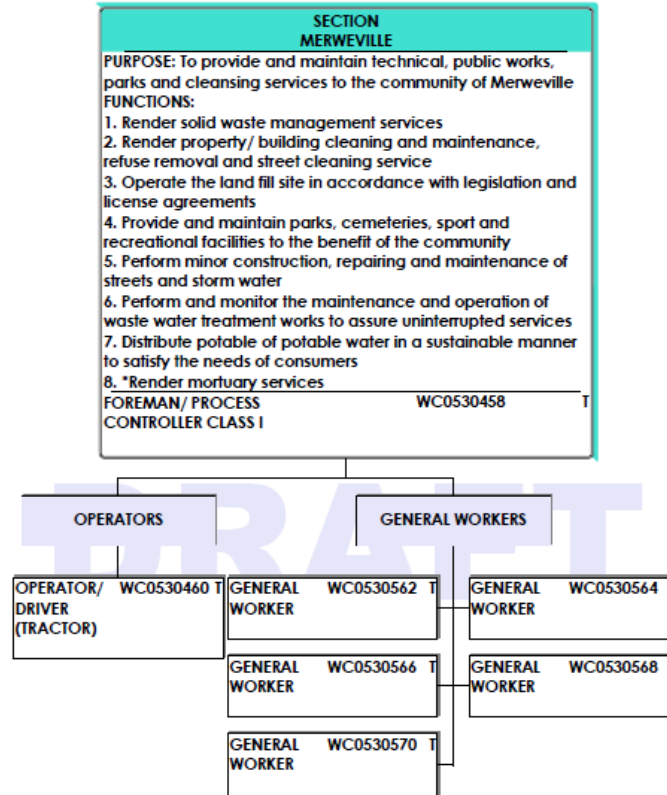 SECTION
MERWEVILLE
PURPOSE: To provide and maintain technical, public works,
parks and cleansing services to the community of Merweville
FUNCTIONS:
1. Render solid waste management services
2. Render property/ building cleaning and maintenance,
refuse removal and street cleaning service
3. Operate the land fill site in accordance with legislation and
license agreements
4. Provide and maintain parks, cemeteries, sport and
recreational facilities to the benefit of the community
5. Perform minor construction, repairing and maintenance of
streets and storm water
6. Perform and monitor the maintenance and operation of
waste water treatment works to assure uninterrupted services
7. Distribute potable of potable water in a sustainable manner
to satisfy the needs of consumers
8. *Render mortuary services
FOREMAN/ PROCESS WC0530458 T
CONTROLLER CLASS I
DRAFT
OPERATORS
GENERAL WORKERS
OPERATOR/ WC0530460 T
DRIVER
(TRACTOR)
GENERAL WC0530562 T
WORKER
GENERAL WC0530564
WORKER
GENERAL WC0530566 T
WORKER
GENERAL WC0530568
WORKER
GENERAL WC0530570 T
WORKER